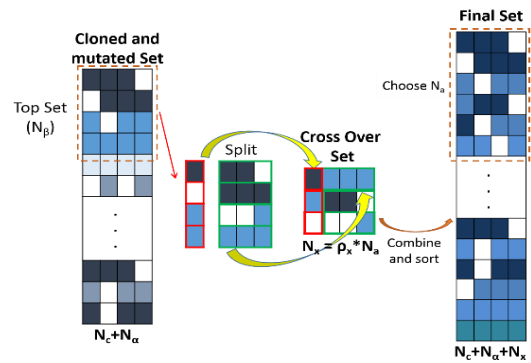 Cloned and
mutated Set
Top Set
(Nβ)
Nc+Nα
Split
Cross Over
Set
Nx = ρx*Na
Combine
and sort
Final Set
Choose Na
Nc+Nα+Nx